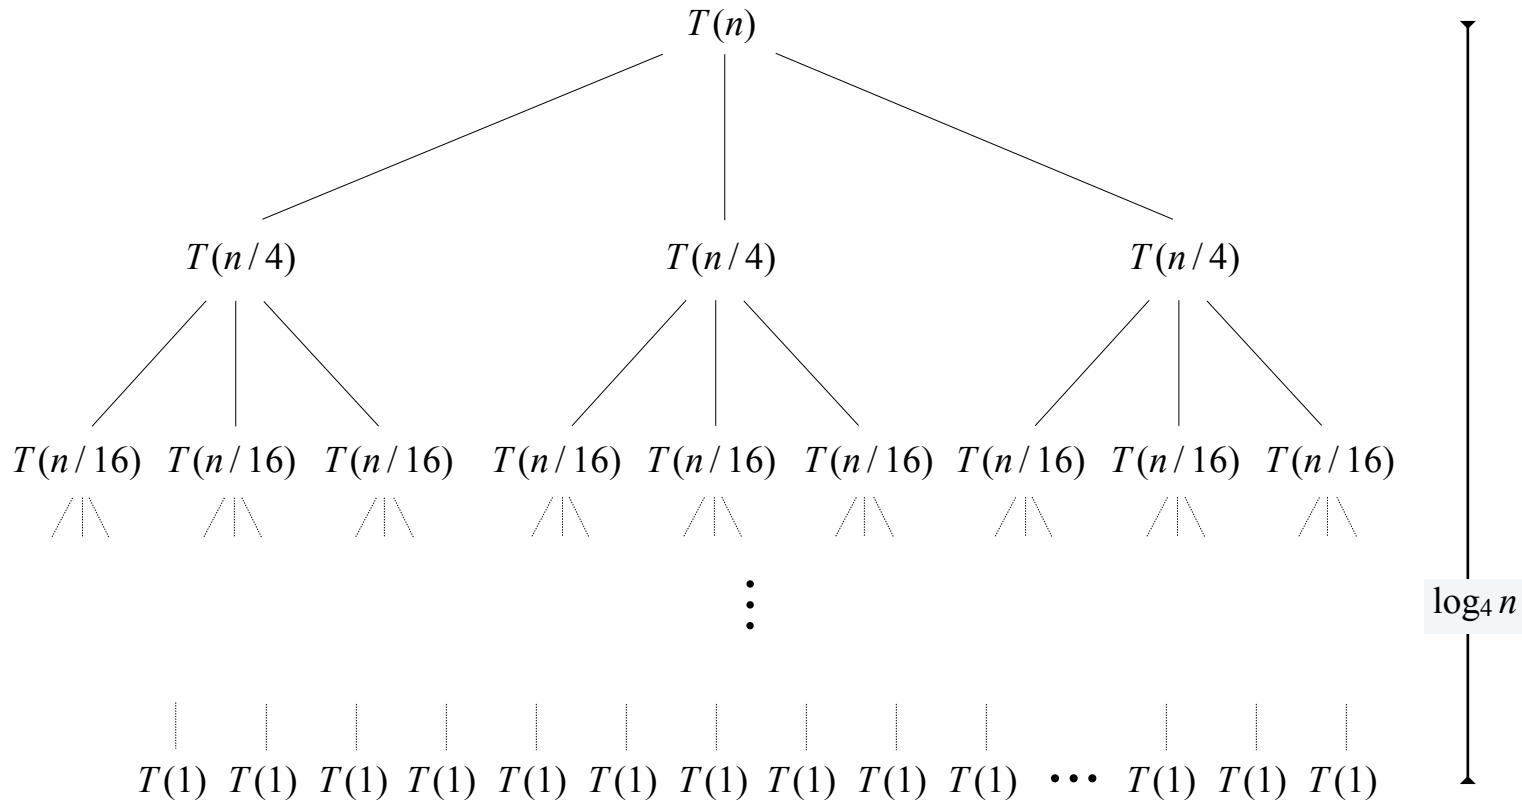 T(n)
T(n/4) T(n/4) T(n/4)
T(n/16) T(n/16) T(n/16) T(n/16) T(n/16) T(n/16) T(n/16) T(n/16) T(n/16)
⋮
log₄ n
T(1) T(1) T(1) T(1) T(1) T(1) T(1) T(1) T(1) T(1) ⋯ T(1) T(1) T(1)